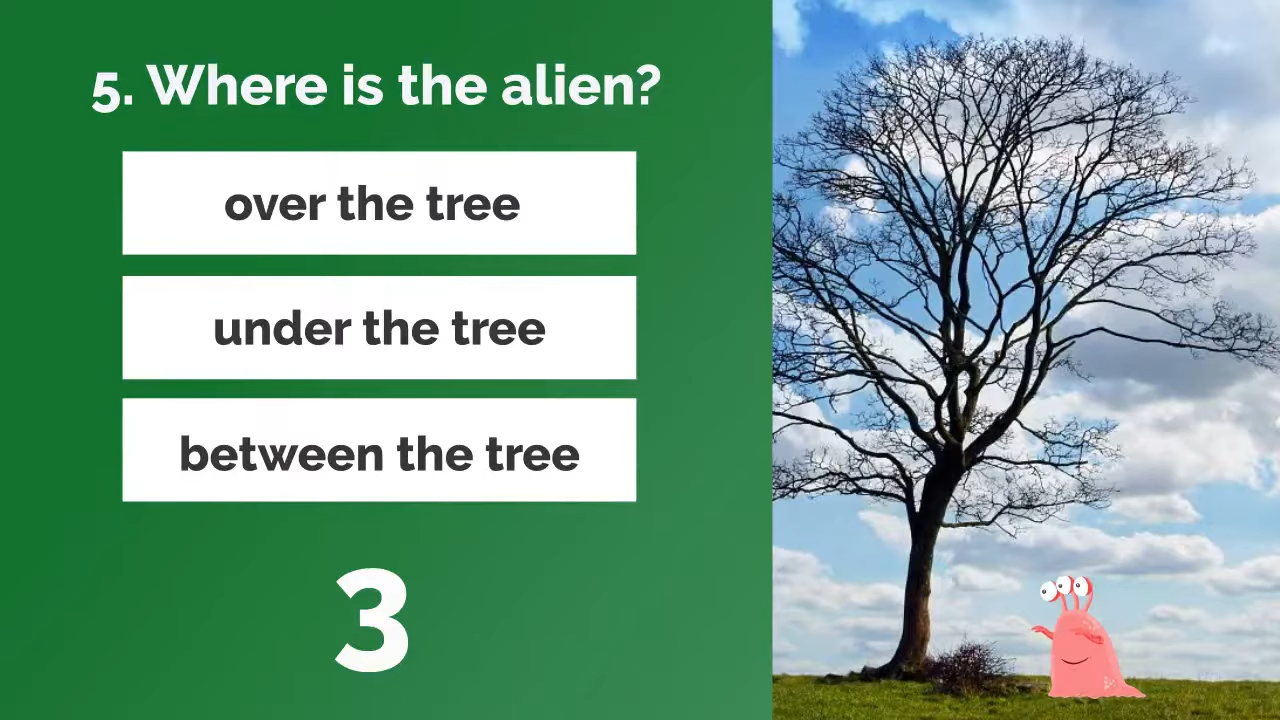 5. Where is the alien?
over the tree
under the tree
between the tree
3